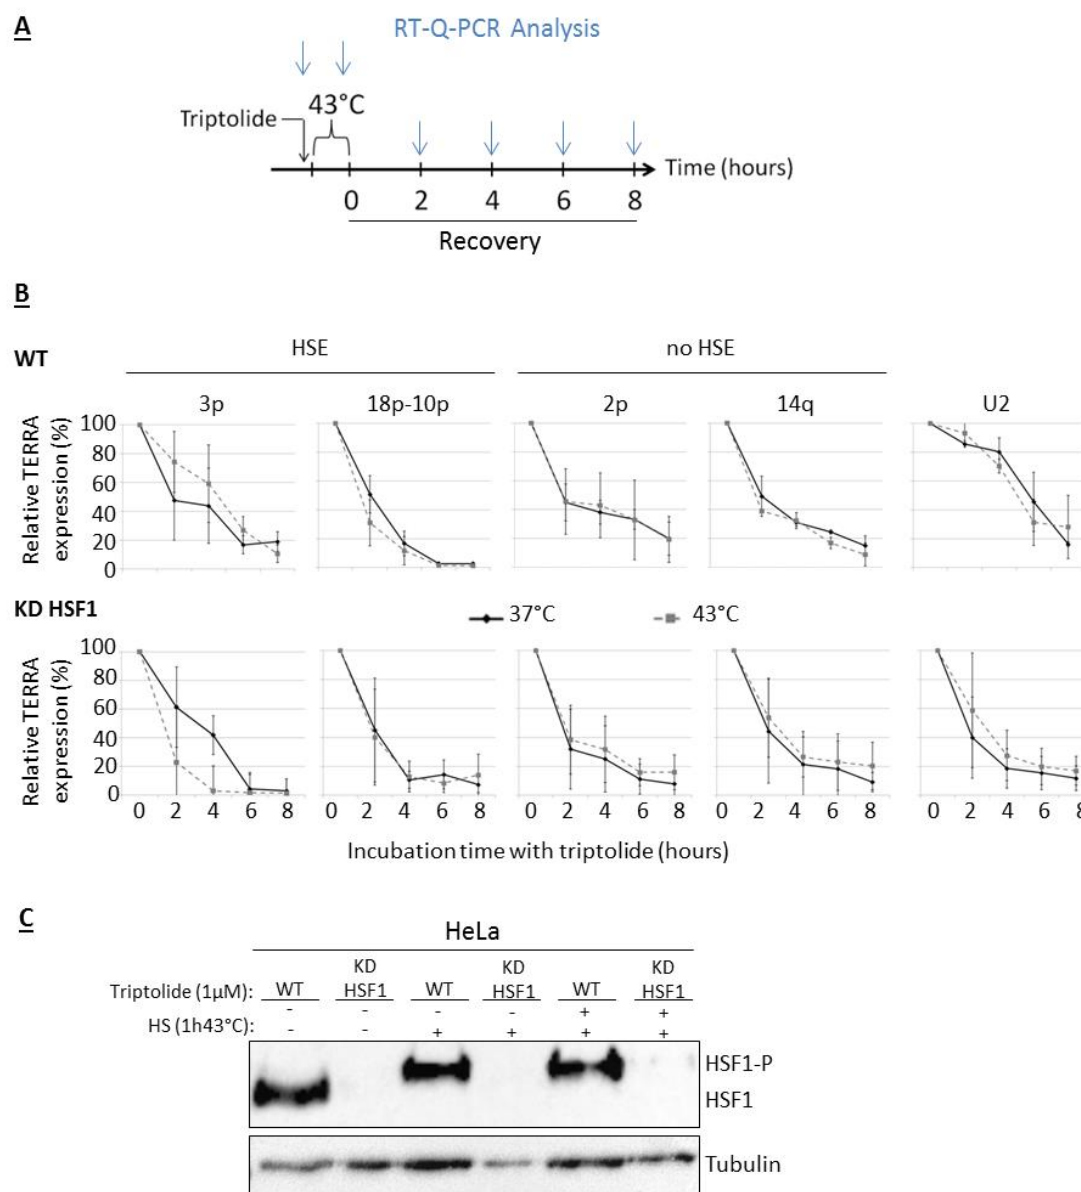 A
RT-Q-PCR Analysis
Triptolide
43°C
Time (hours)
0 2 4 6 8
Recovery
B
WT
HSE no HSE
3p 18p-10p 2p 14q U2
Relative TERRA
expression (%)
100
80
60
40
20
0
KD HSF1
37°C 43°C
Relative TERRA
expression (%)
100
80
60
40
20
0
0 2 4 6 8 0 2 4 6 8 0 2 4 6 8 0 2 4 6 8 0 2 4 6 8
Incubation time with triptolide (hours)
C
HeLa
WT KD HSF1 WT KD HSF1 WT KD HSF1
Triptolide (1µM): - - - - + +
HS (1h43°C): - - + + + +
HSF1-P
HSF1
Tubulin